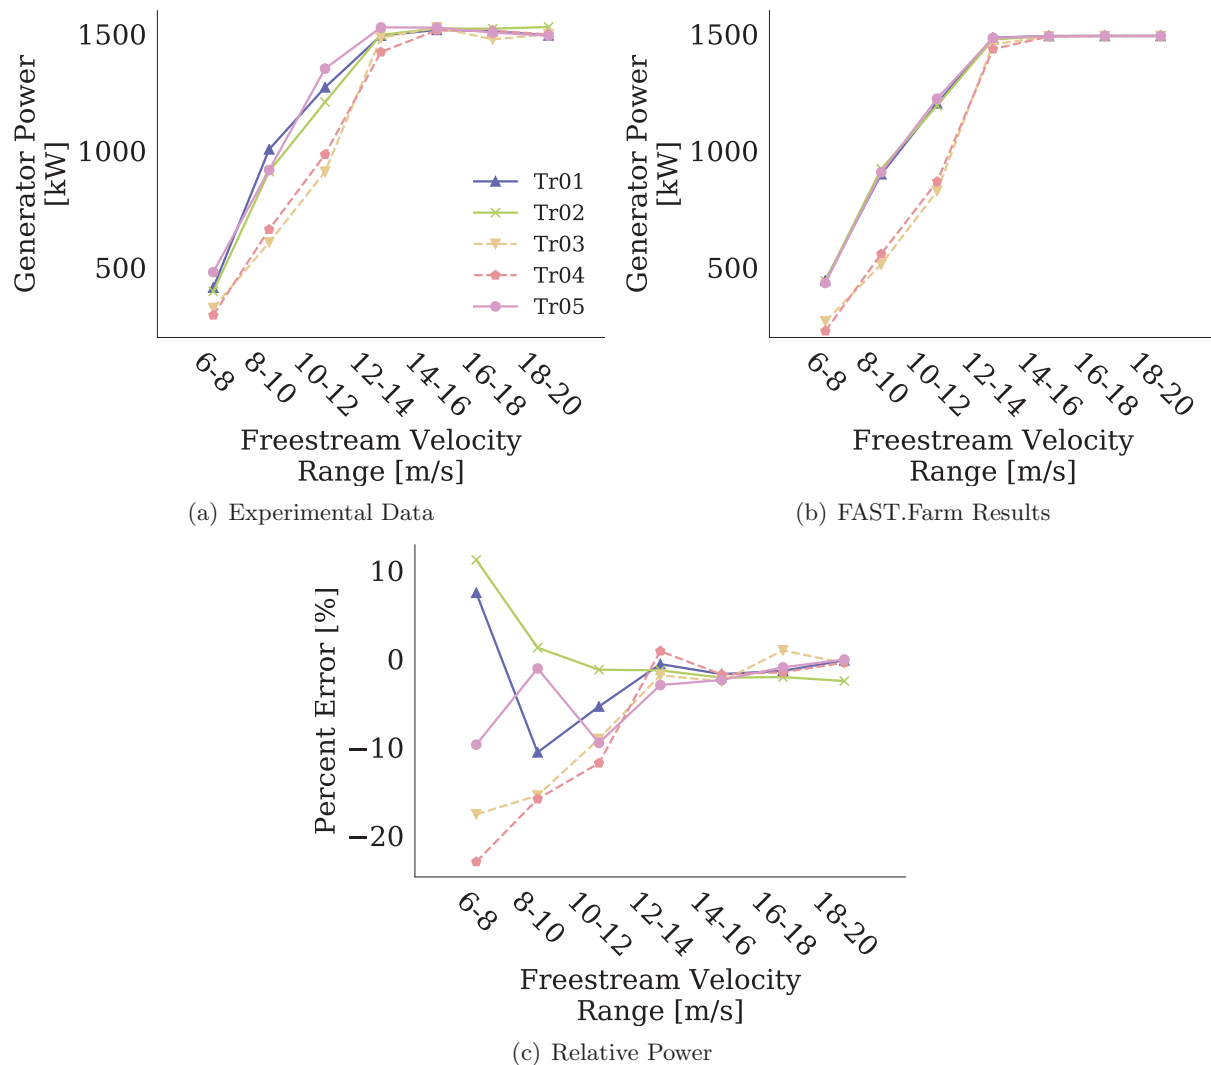 1500
1000
500
Generator Power
[kW]
Tr01
Tr02
Tr03
Tr04
Tr05
6-8
8-10
10-12
12-14
14-16
16-18
18-20
Freestream Velocity
Range [m/s]
(a) Experimental Data
1500
1000
500
Generator Power
[kW]
6-8
8-10
10-12
12-14
14-16
16-18
18-20
Freestream Velocity
Range [m/s]
(b) FAST.Farm Results
10
0
−10
−20
Percent Error [%]
6-8
8-10
10-12
12-14
14-16
16-18
18-20
Freestream Velocity
Range [m/s]
(c) Relative Power